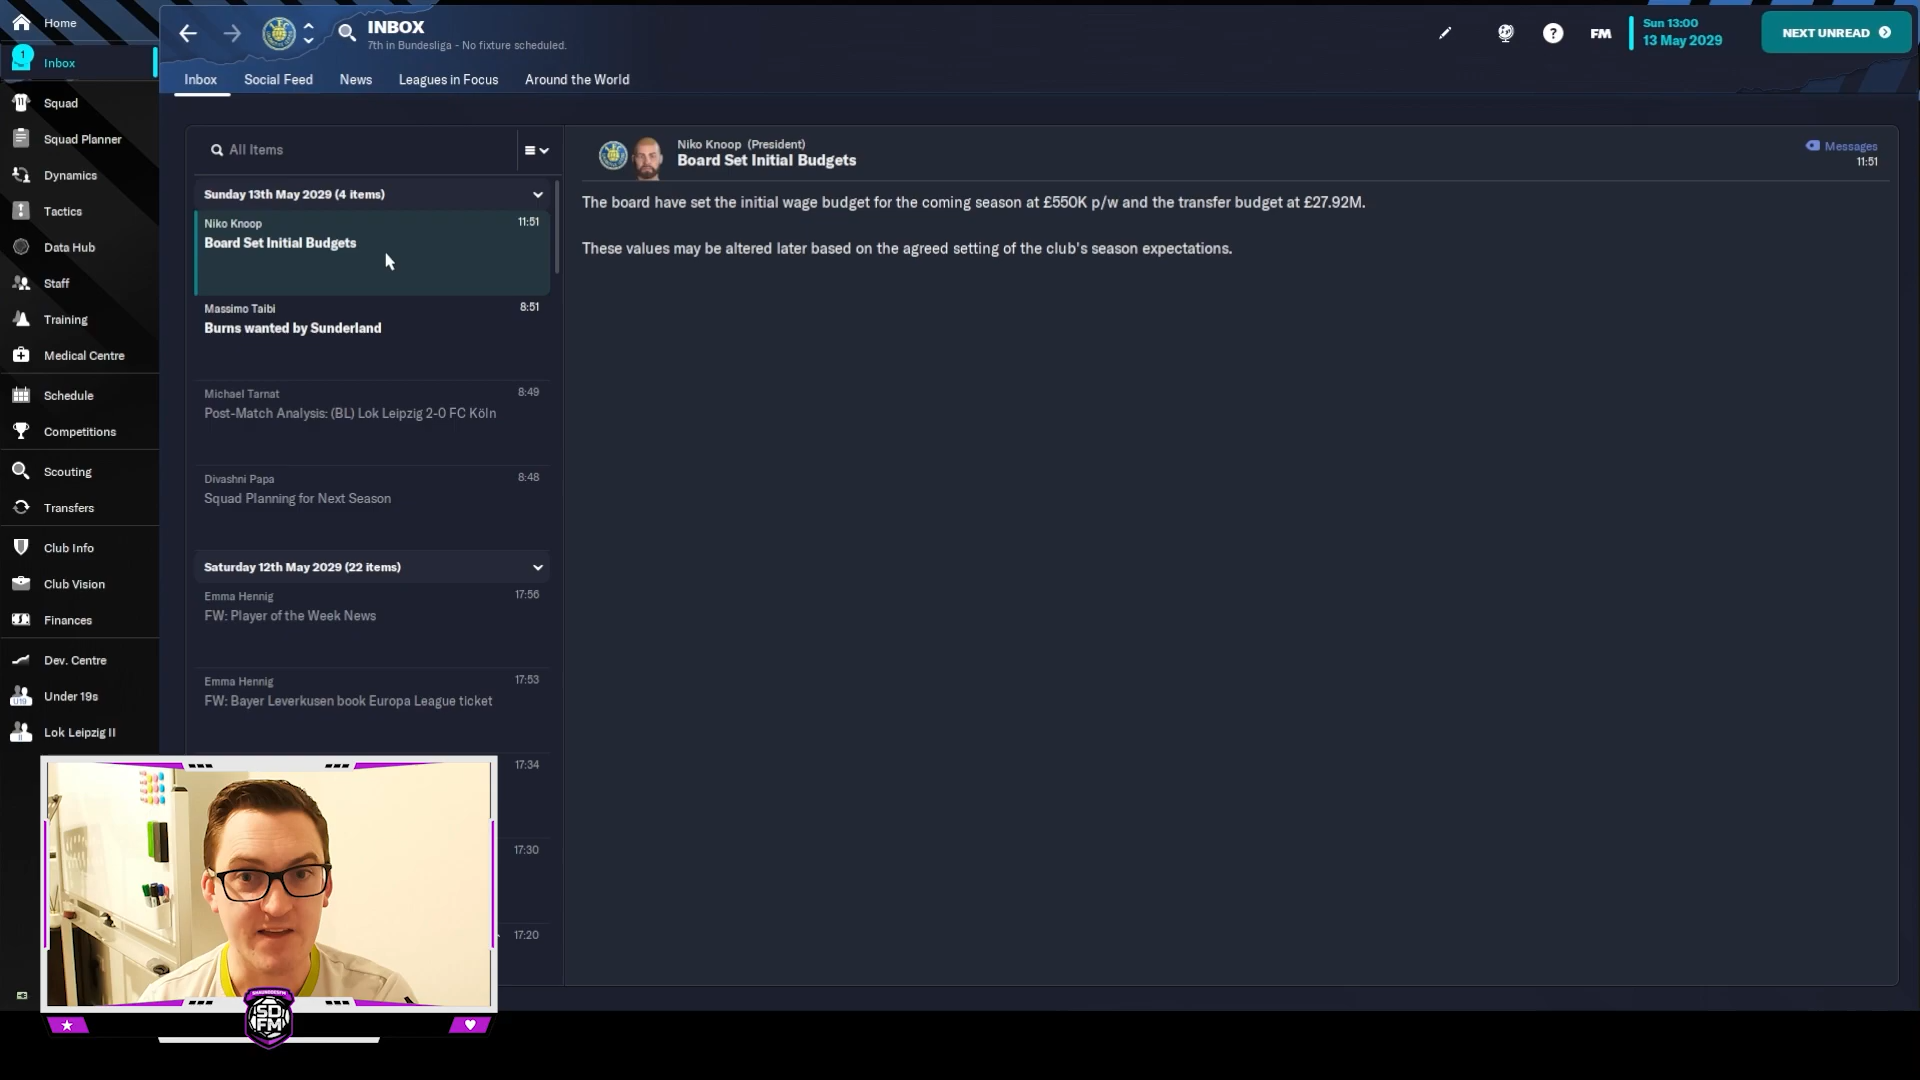 Home
1
Inbox
Squad
Squad Planner
Dynamics
Tactics
Data Hub
Staff
Training
Medical Centre
Schedule
Competitions
Scouting
Transfers
Club Info
Club Vision
Finances
Dev. Centre
U19
Under 19s
II
Lok Leipzig II
INBOX
7th in Bundesliga - No fixture scheduled.
?
FM
Sun 13:00
13 May 2029
NEXT UNREAD
Inbox
Social Feed
News
Leagues in Focus
Around the World
All Items
Sunday 13th May 2029 (4 items)
Niko Knoop
11:51
Board Set Initial Budgets
Massimo Taibi
8:51
Burns wanted by Sunderland
Michael Tarnat
8:49
Post-Match Analysis: (BL) Lok Leipzig 2-0 FC Köln
Divashni Papa
8:48
Squad Planning for Next Season
Saturday 12th May 2029 (22 items)
Emma Hennig
17:56
FW: Player of the Week News
Emma Hennig
17:53
FW: Bayer Leverkusen book Europa League ticket
17:34
17:30
17:20
Niko Knoop (President)
Board Set Initial Budgets
Messages
11:51
The board have set the initial wage budget for the coming season at £550K p/w and the transfer budget at £27.92M.
These values may be altered later based on the agreed setting of the club's season expectations.
SD
FM